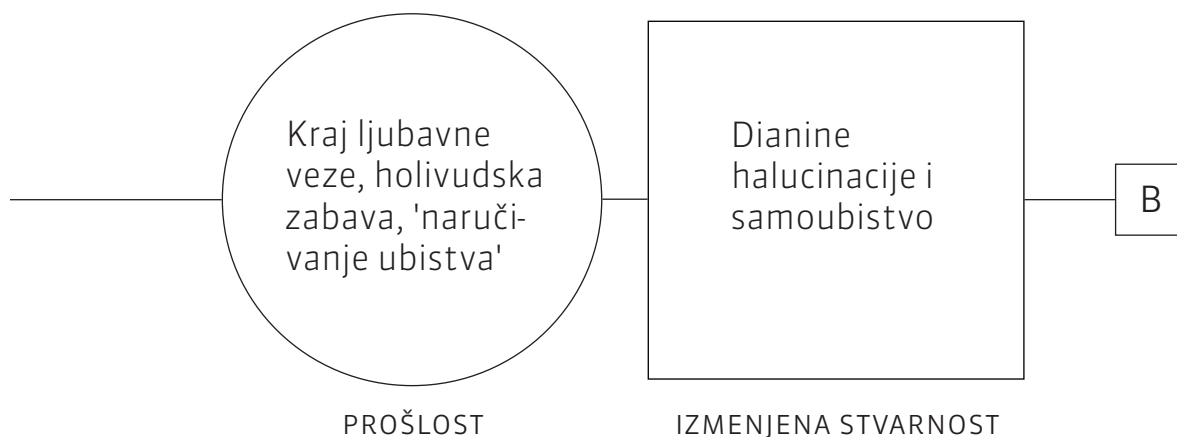 Kraj ljubavne
veze, holivudska
zabava, 'naruči-
vanje ubistva'
Dianine
halucinacije i
samoubistvo
B
PROŠLOST
IZMENJENA STVARNOST